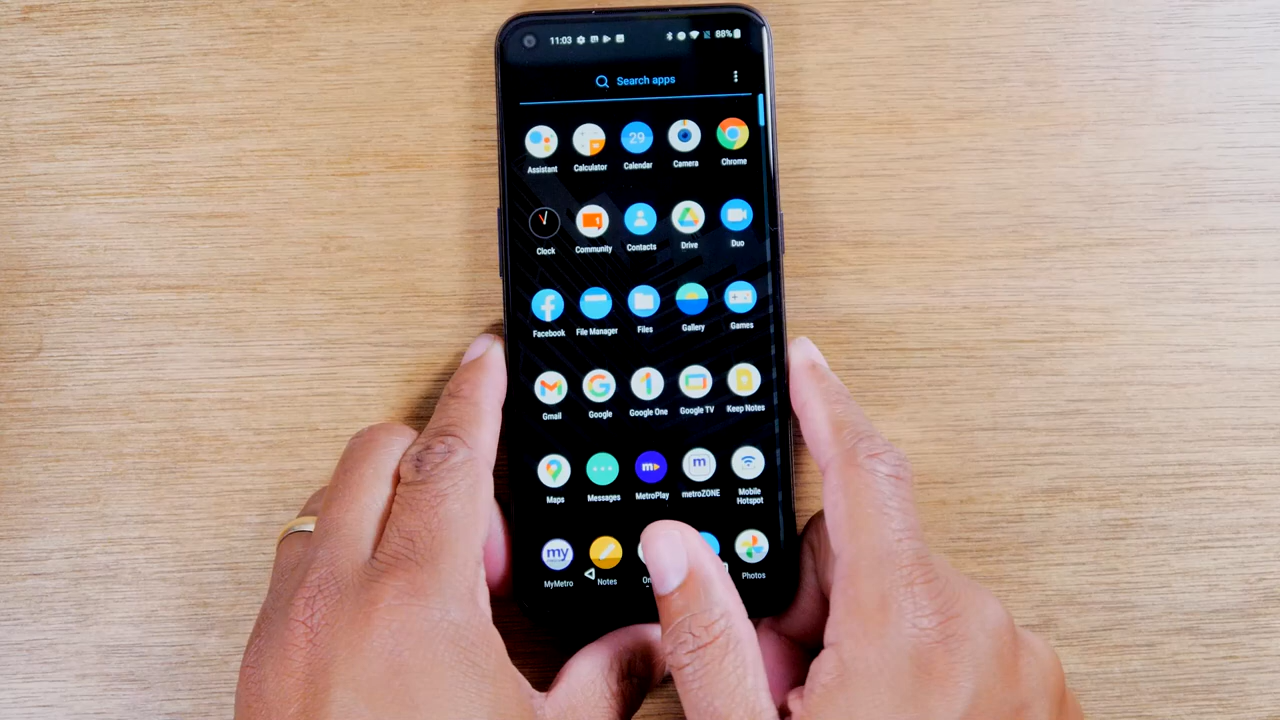 11:03
88%
Search apps
29
Assistant Calculator Calendar Camera Chrome
Clock Community Contacts Drive Duo
Facebook File Manager Files Gallery Games
Gmail Google Google One Google TV Keep Notes
m m
Maps Messages MetroPlay metroZONE Mobile Hotspot
my
MyMetro Notes On Photos